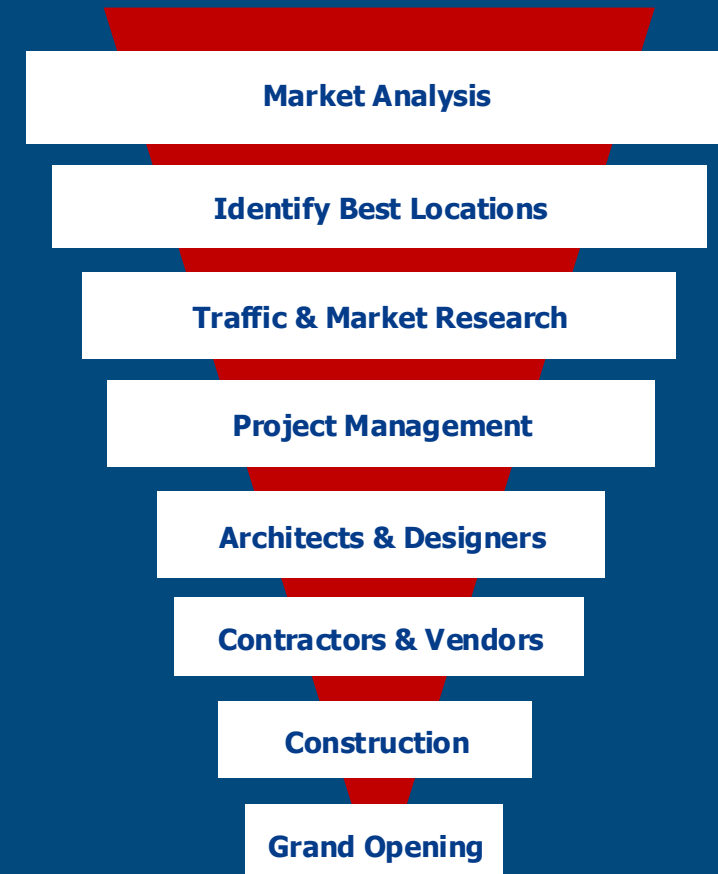 Market Analysis
Identify Best Locations
Traffic & Market Research
Project Management
Architects & Designers
Contractors & Vendors
Construction
Grand Opening